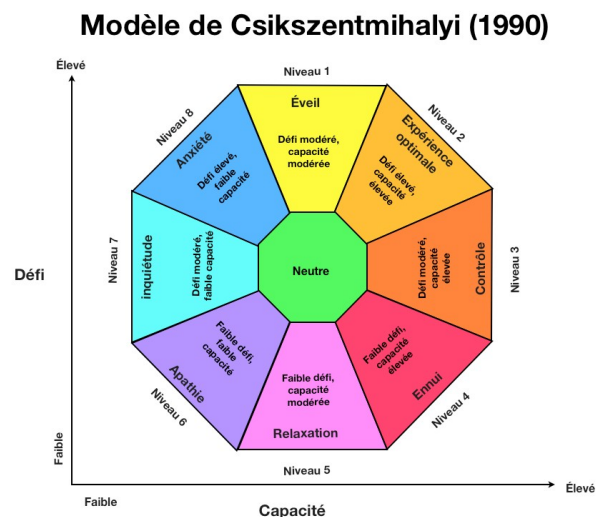 Modèle de Csikszentmihalyi (1990)
Élevé
Niveau 1
Éveil
Défi modéré,
capacité
modérée
Niveau 2
Expérience
optimale
Défi élevé,
capacité
élevée
Niveau 3
Contrôle
Défi modéré,
capacité
élevée
Niveau 4
Ennui
Faible défi,
capacité
élevée
Niveau 5
Faible défi,
capacité
modérée
Relaxation
Niveau 6
Apathie
Faible défi,
faible
capacité
Niveau 7
inquiétude
Défi modéré,
faible capacité
Niveau 8
Anxiété
Défi élevé,
faible
capacité
Neutre
Défi
Faible
Faible
Capacité
Élevé